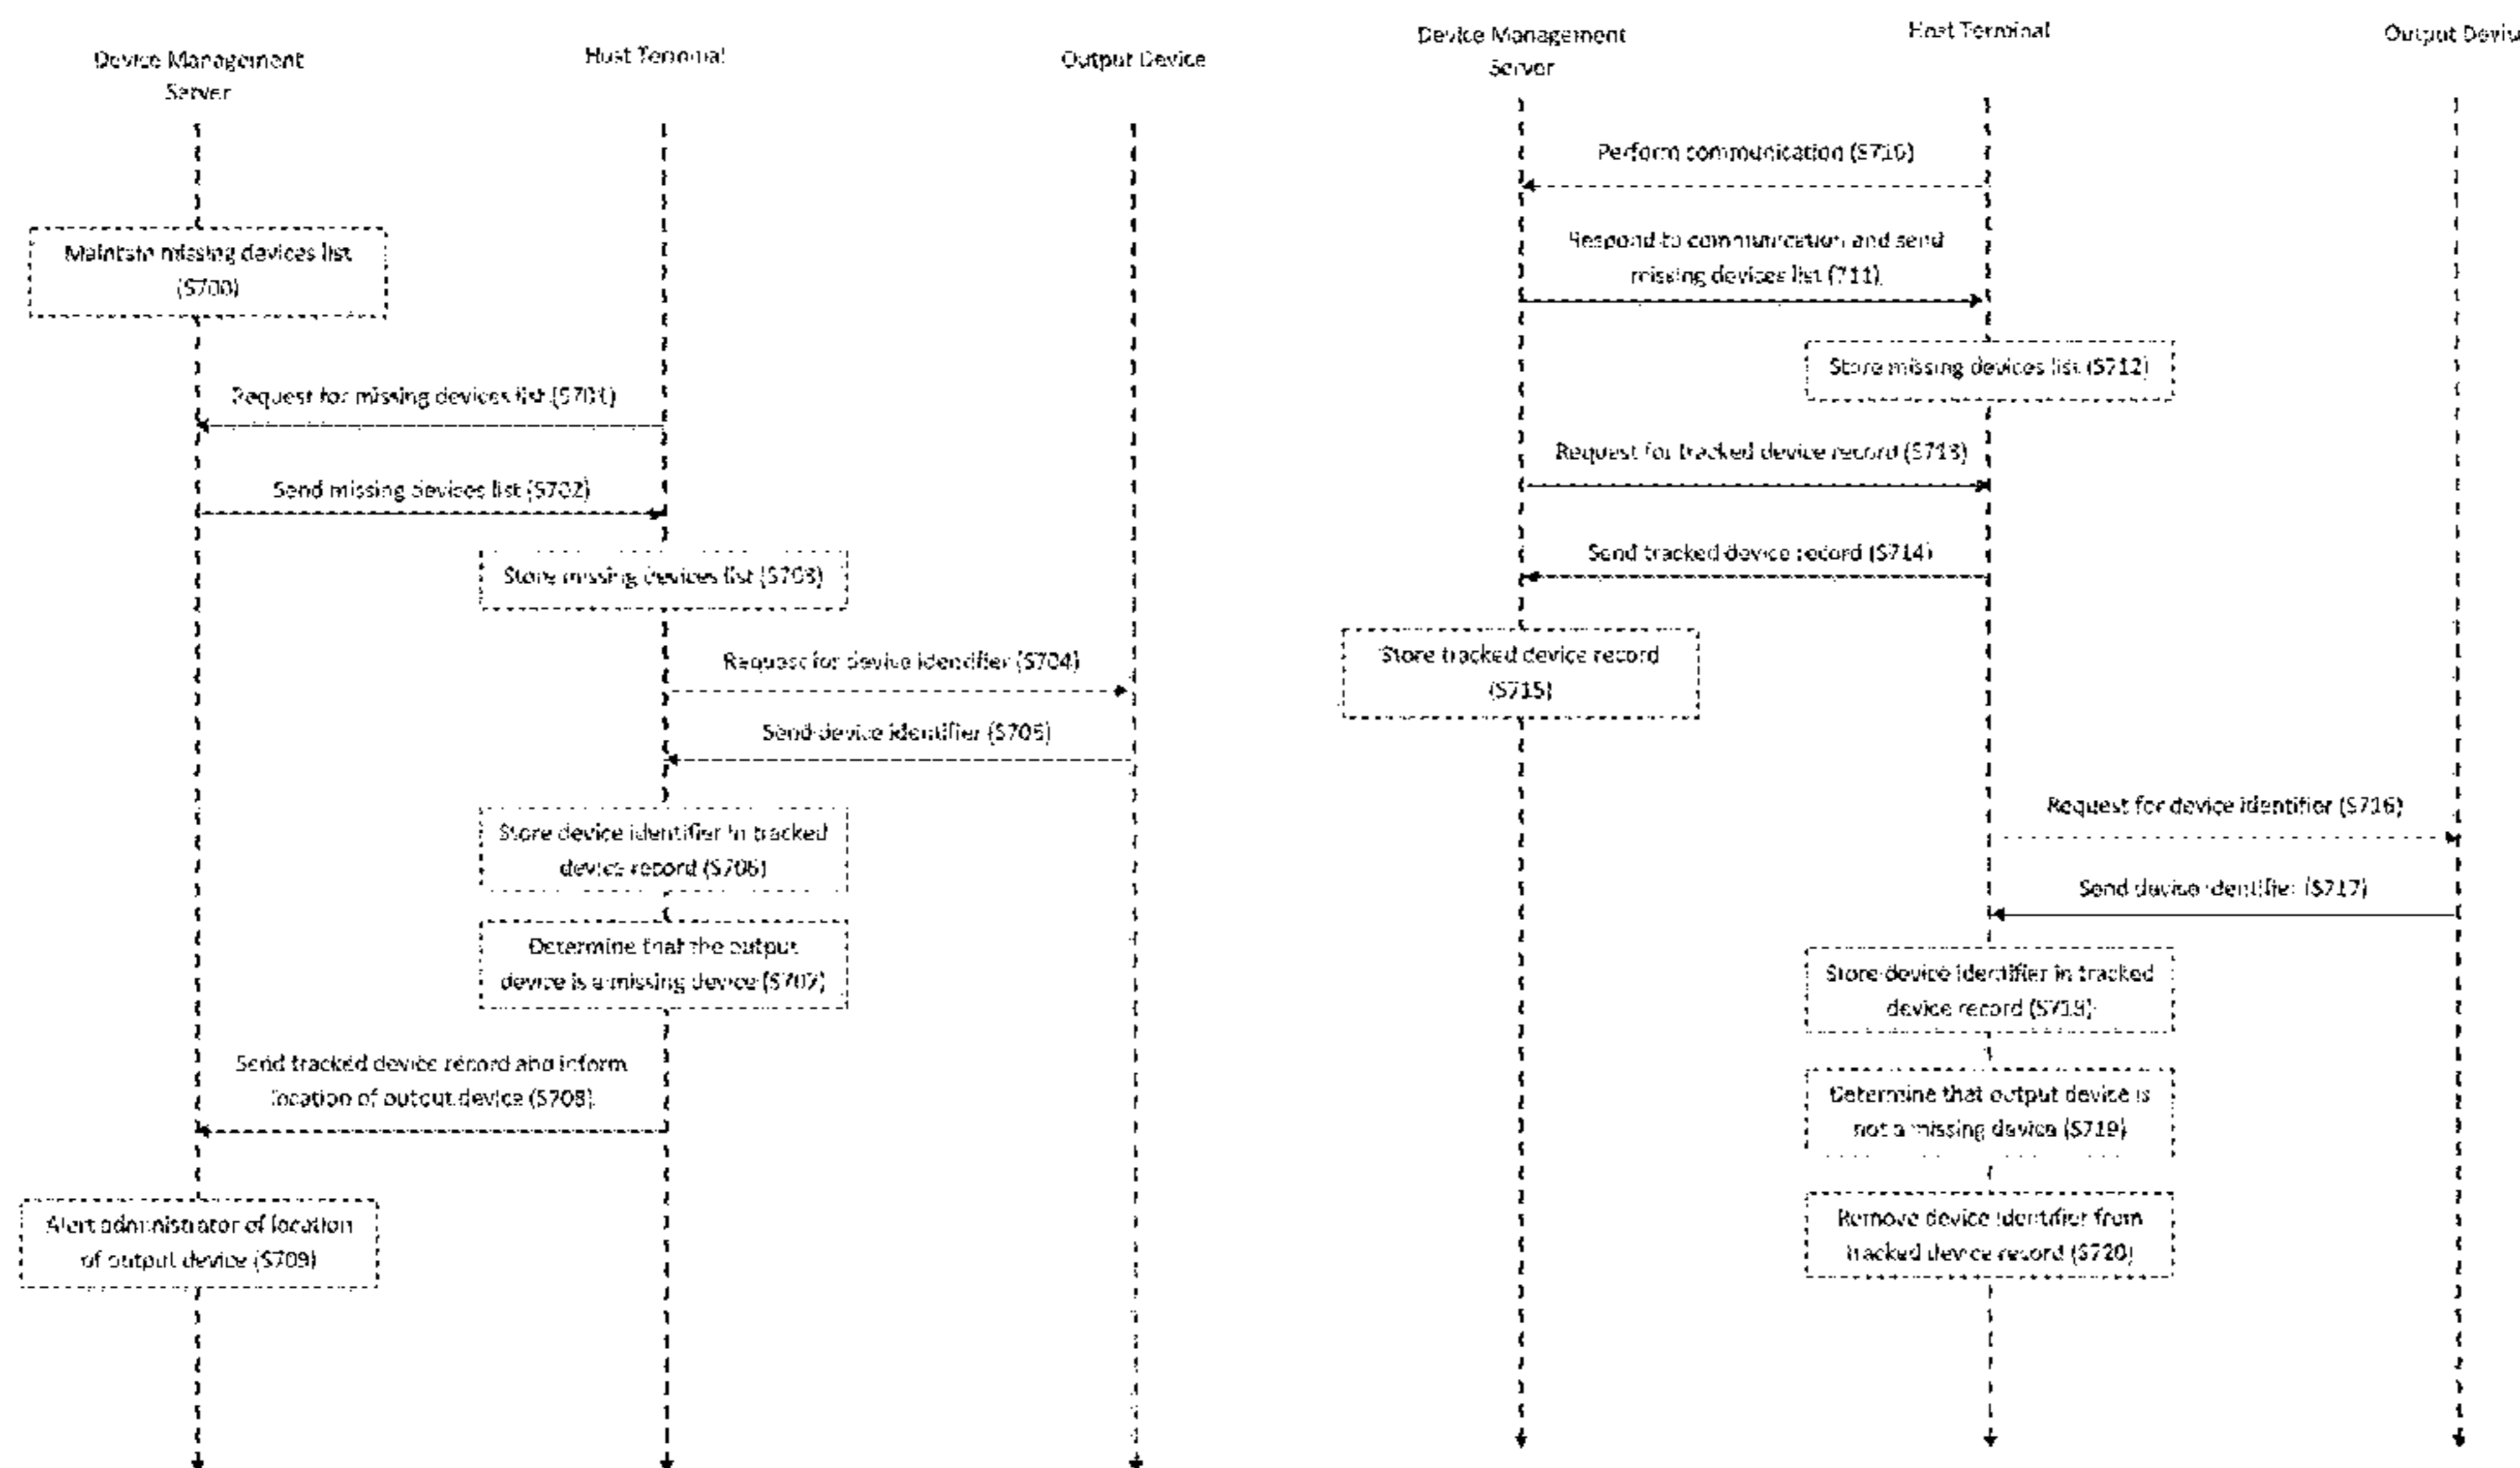 Device Management
Server
Host Terminal
Output Device
Maintain missing devices list
(S700)
Request for missing devices list (S701)
Send missing devices list (S702)
Store missing devices list (S703)
Request for device identifier (S704)
Send device identifier (S705)
Store device identifier in tracked
device record (S706)
Determine that the output
device is a missing device (S707)
Send tracked device record and inform
location of output device (S708)
Alert administrator of location
of output device (S709)
Device Management
Server
Host Terminal
Output
Perform communication (S710)
Respond to communication and send
missing devices list (711)
Store missing devices list (S712)
Request for tracked device record (S713)
Send tracked device record (S714)
Store tracked device record
(S715)
Request for device identifier (S716)
Send device identifier (S717)
Store device identifier in tracked
device record
Determine that output device is
not a missing device (S719)
Remove device identifier from
tracked device record (S720)